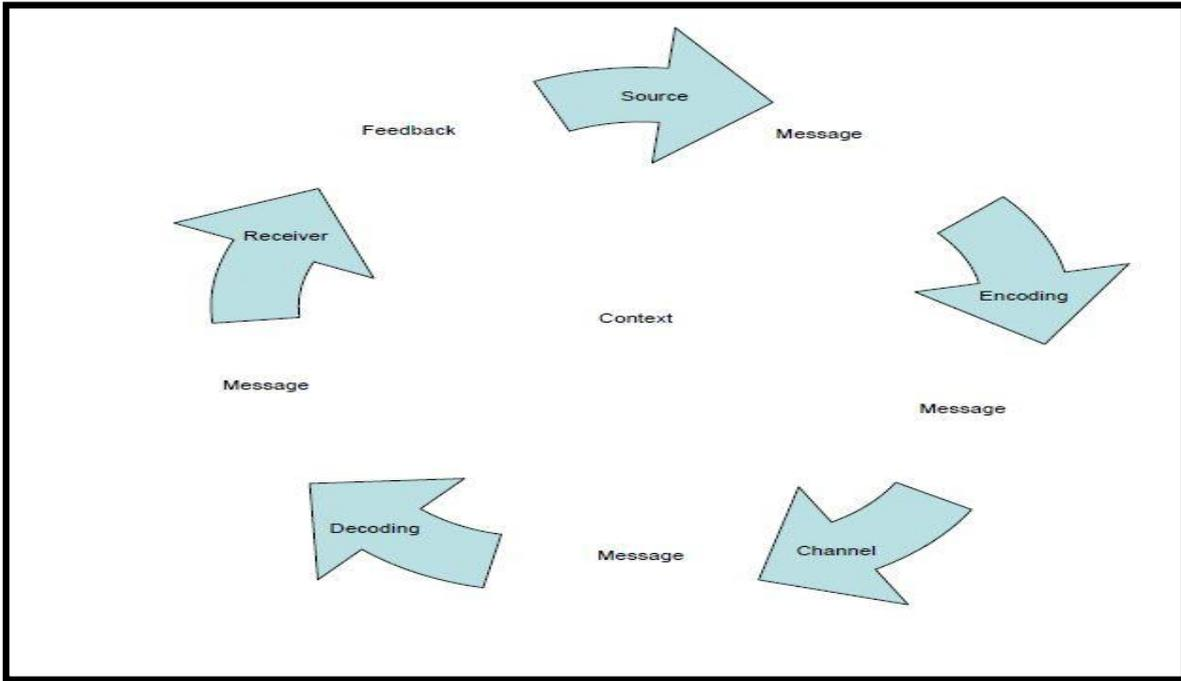 Source
Feedback
Message
Receiver
Encoding
Context
Message
Message
Decoding
Channel
Message